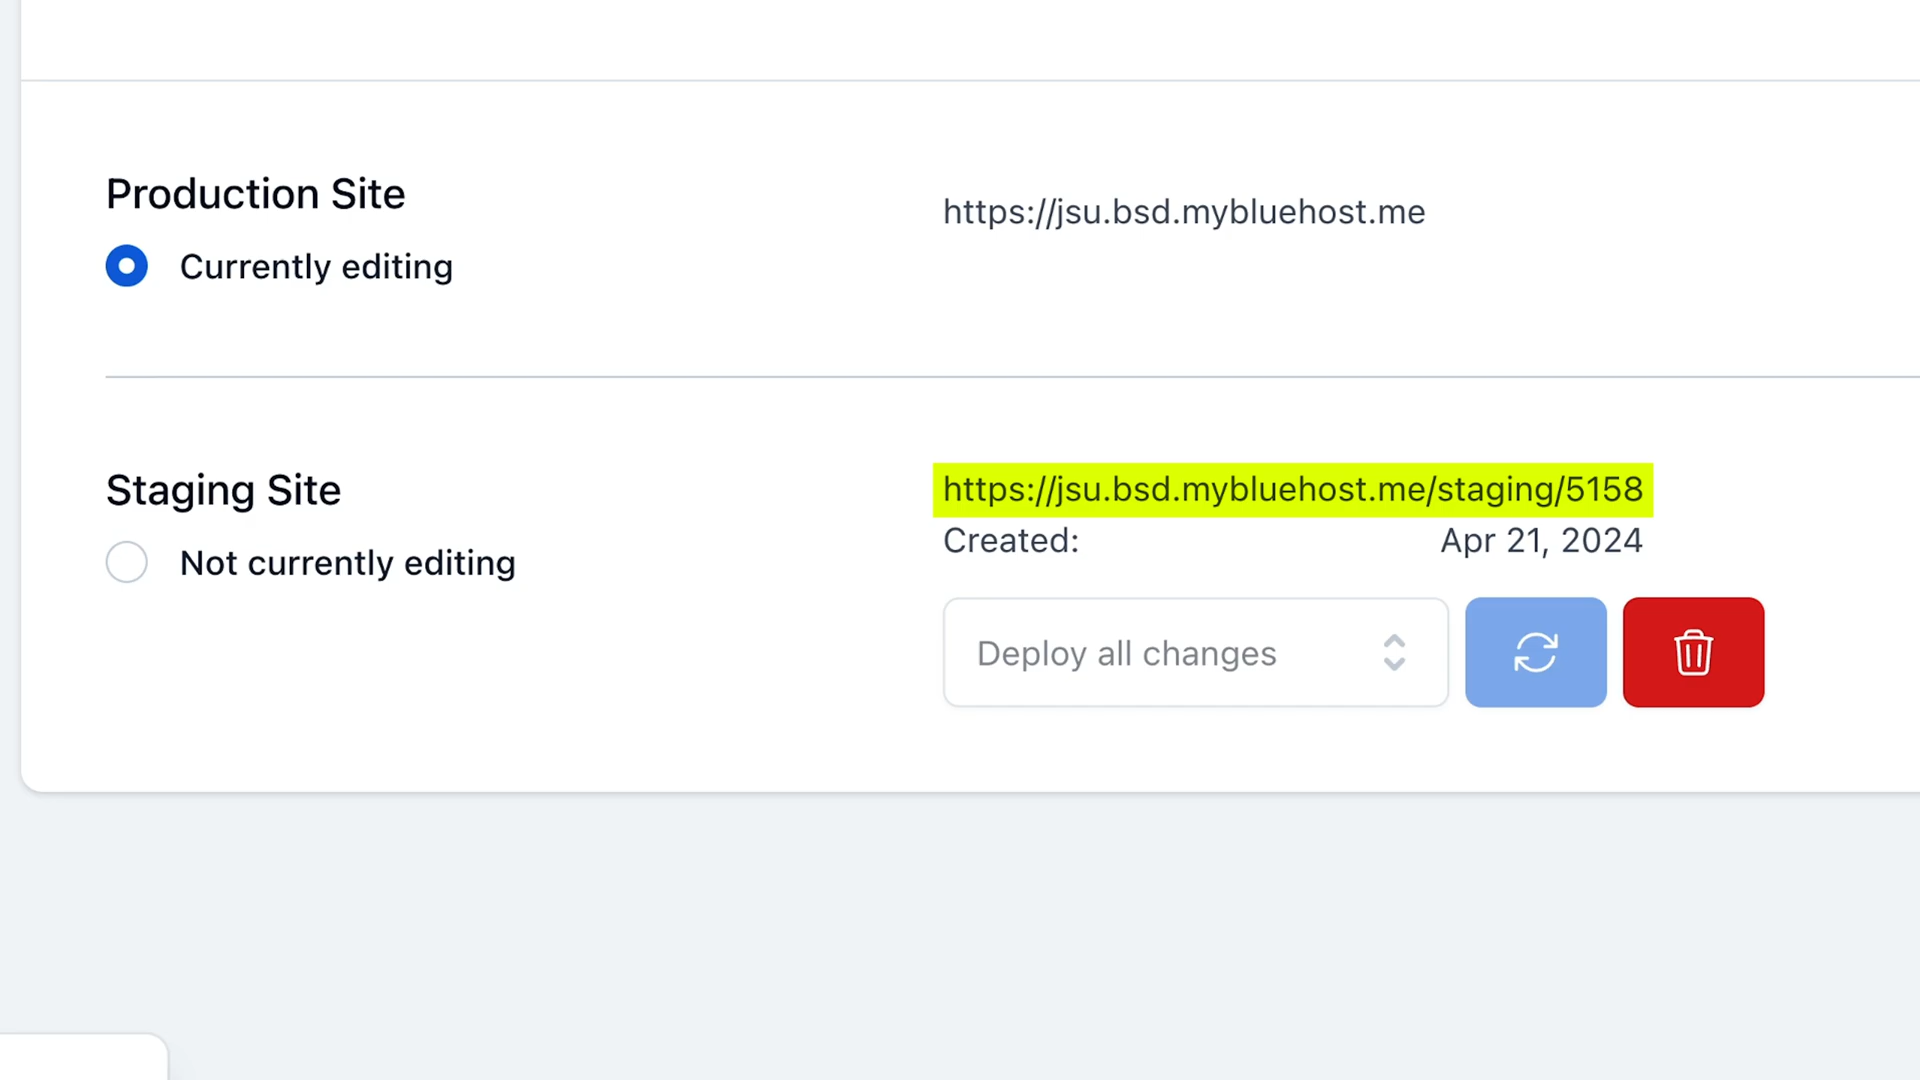 Production Site
https://jsu.bsd.mybluehost.me
Currently editing
Staging Site
https://jsu.bsd.mybluehost.me/staging/5158
Created: Apr 21, 2024
Not currently editing
Deploy all changes